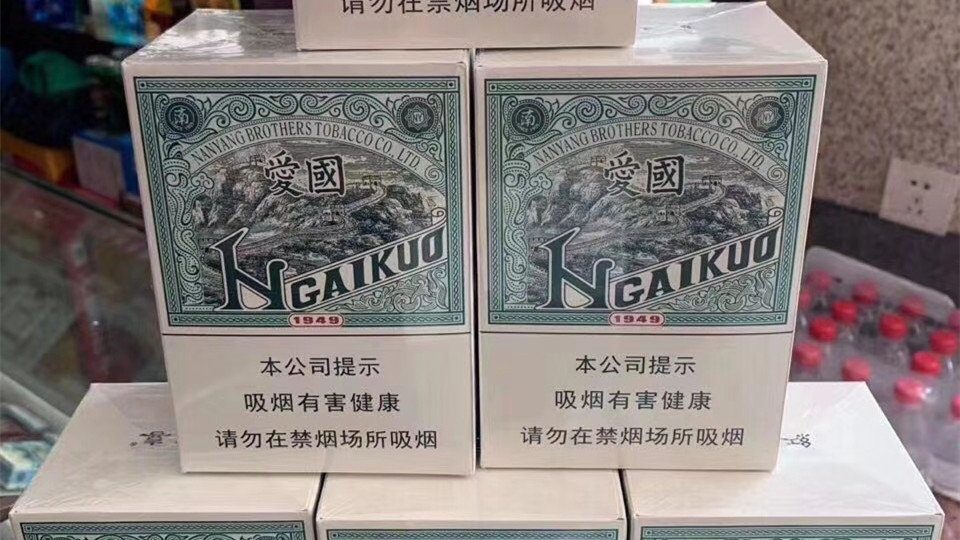 请勿在禁烟场所吸烟
南
NANYANG BROTHERS TOBACCO CO., LTD.
愛國
NGAIKUO
1949
本公司提示
吸烟有害健康
请勿在禁烟场所吸烟
南
NANYANG BROTHERS TOBACCO CO., LTD.
愛國
NGAIKUO
1949
本公司提示
吸烟有害健康
请勿在禁烟场所吸烟